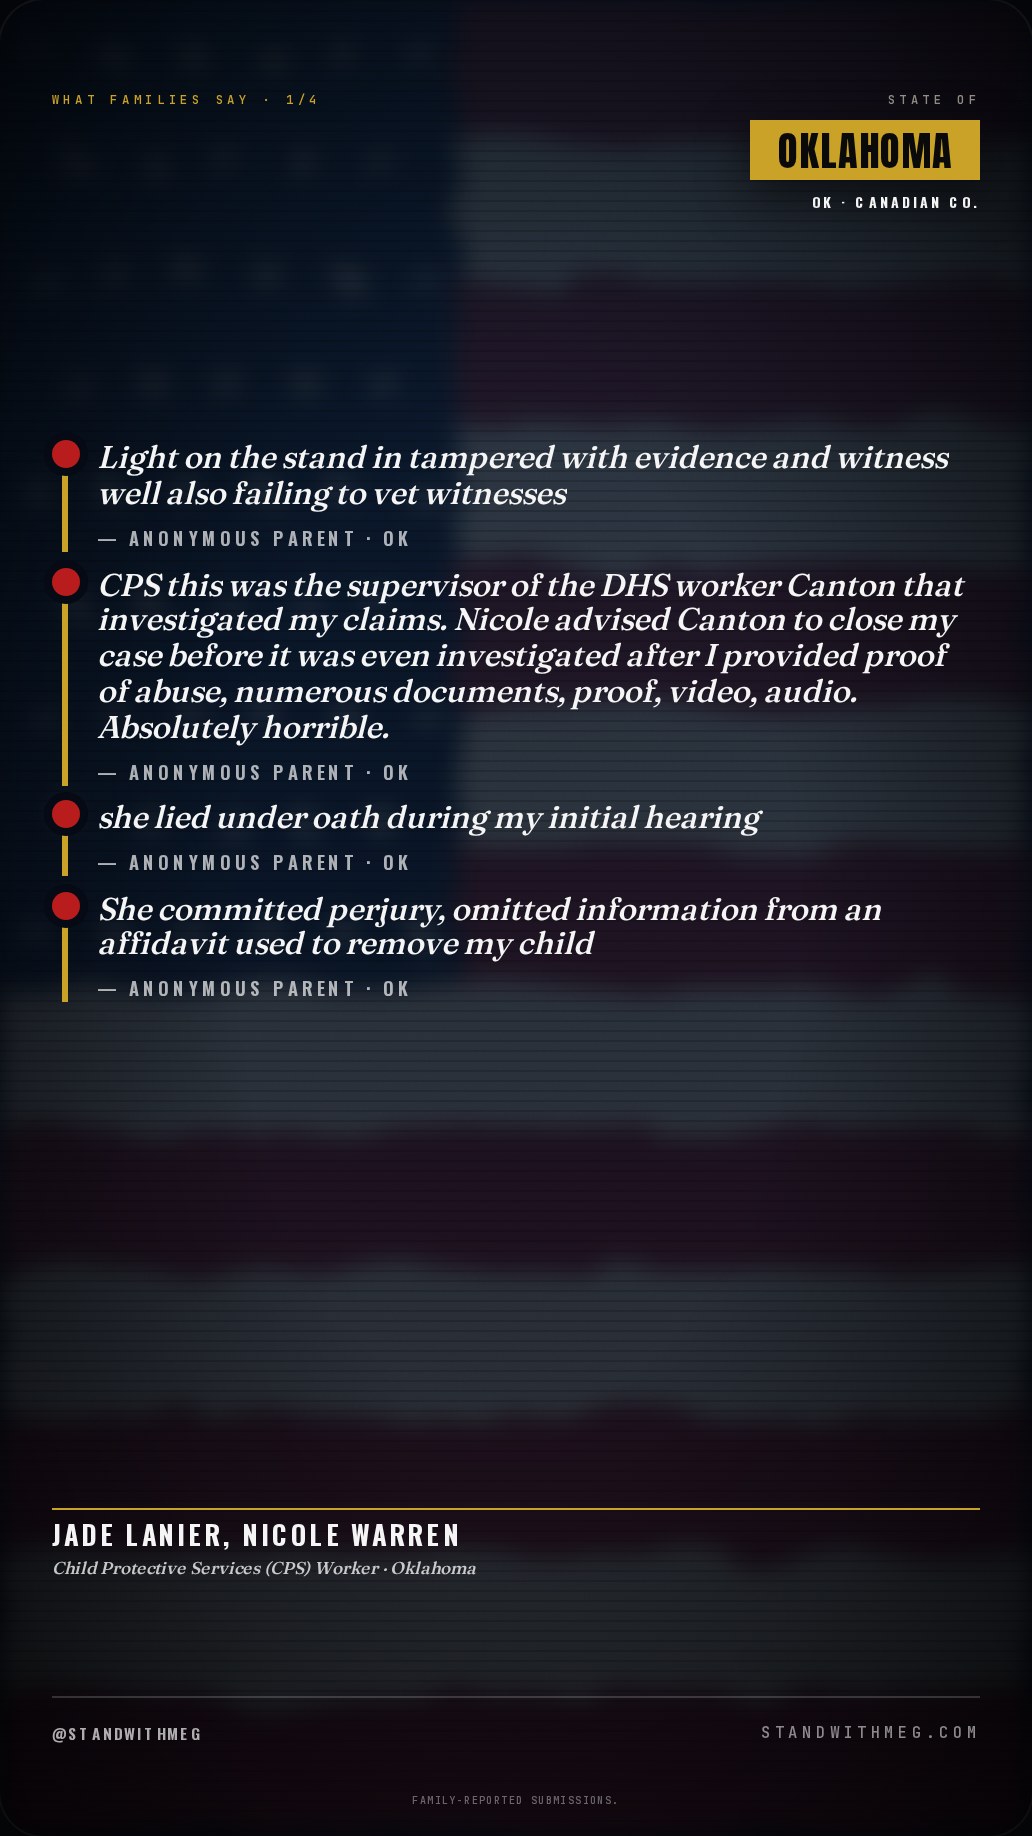 WHAT FAMILIES SAY · 1/4
STATE OF
OKLAHOMA
OK · CANADIAN CO.
Light on the stand in tampered with evidence and witness
well also failing to vet witnesses
— ANONYMOUS PARENT · OK
CPS this was the supervisor of the DHS worker Canton that
investigated my claims. Nicole advised Canton to close my
case before it was even investigated after I provided proof
of abuse, numerous documents, proof, video, audio.
Absolutely horrible.
— ANONYMOUS PARENT · OK
she lied under oath during my initial hearing
— ANONYMOUS PARENT · OK
She committed perjury, omitted information from an
affidavit used to remove my child
— ANONYMOUS PARENT · OK
JADE LANIER, NICOLE WARREN
Child Protective Services (CPS) Worker · Oklahoma
@STANDWITHMEG
STANDWITHMEG.COM
FAMILY-REPORTED SUBMISSIONS.